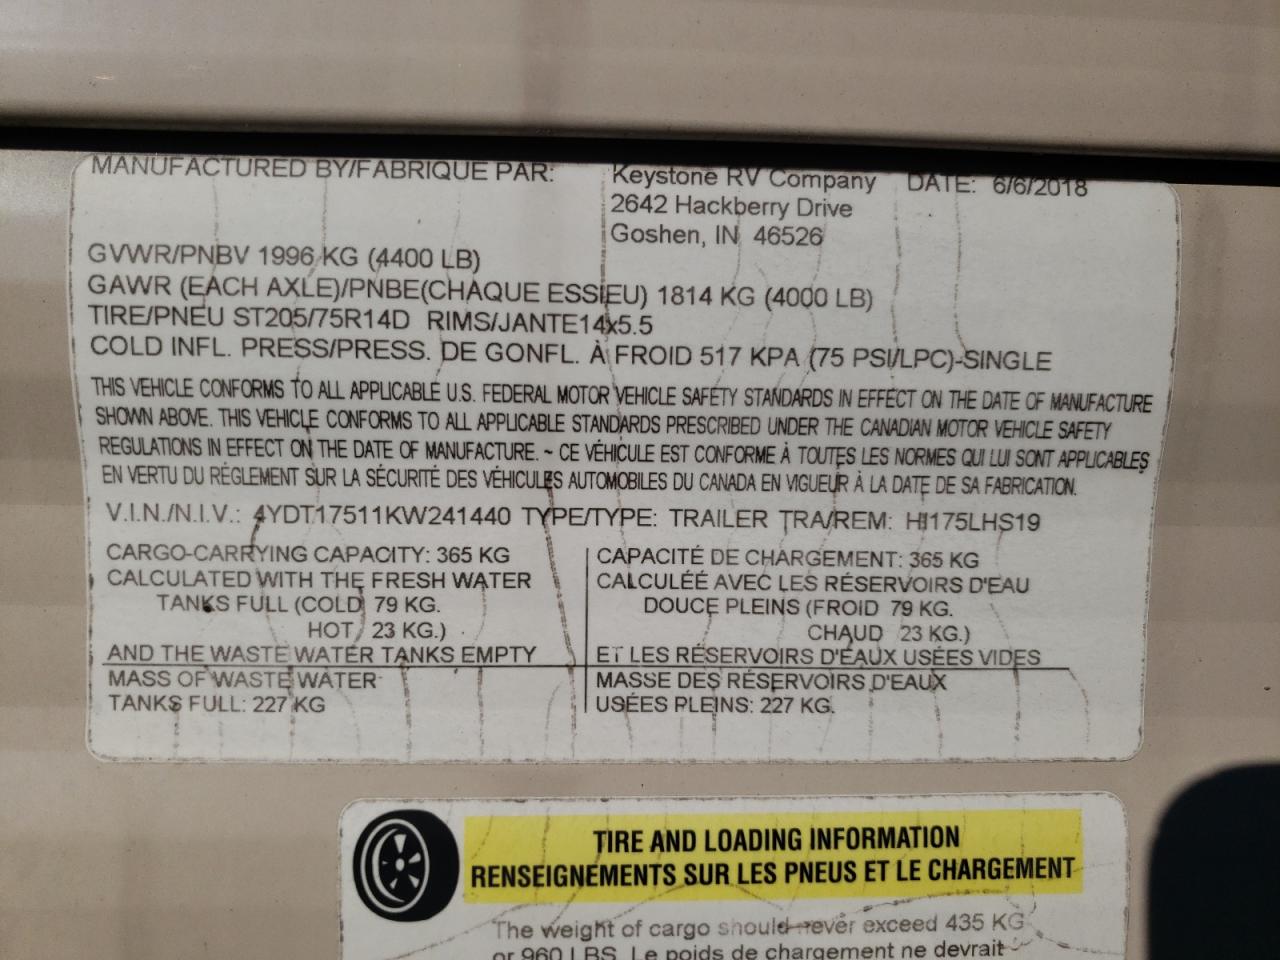 MANUFACTURED BY/FABRIQUE PAR: Keystone RV Company DATE: 6/6/2018
2642 Hackberry Drive
Goshen, IN 46526
GVWR/PNBV 1996 KG (4400 LB)
GAWR (EACH AXLE)/PNBE(CHAQUE ESSIEU) 1814 KG (4000 LB)
TIRE/PNEU ST205/75R14D RIMS/JANTE14x5.5
COLD INFL. PRESS/PRESS. DE GONFL. À FROID 517 KPA (75 PSI/LPC)-SINGLE
THIS VEHICLE CONFORMS TO ALL APPLICABLE U.S. FEDERAL MOTOR VEHICLE SAFETY STANDARDS IN EFFECT ON THE DATE OF MANUFACTURE
SHOWN ABOVE. THIS VEHICLE CONFORMS TO ALL APPLICABLE STANDARDS PRESCRIBED UNDER THE CANADIAN MOTOR VEHICLE SAFETY
REGULATIONS IN EFFECT ON THE DATE OF MANUFACTURE. ~ CE VÉHICULE EST CONFORME À TOUTES LES NORMES QUI LUI SONT APPLICABLES
EN VERTU DU RÉGLEMENT SUR LA SÉCURITÉ DES VÉHICULES AUTOMOBILES DU CANADA EN VIGUEUR À LA DATE DE SA FABRICATION.
V.I.N./N.I.V.: 4YDT17511KW241440 TYPE/TYPE: TRAILER TRA/REM: HI175LHS19
CARGO-CARRYING CAPACITY: 365 KG
CALCULATED WITH THE FRESH WATER
TANKS FULL (COLD 79 KG.
HOT 23 KG.)
AND THE WASTE WATER TANKS EMPTY
MASS OF WASTE WATER
TANKS FULL: 227 KG
CAPACITÉ DE CHARGEMENT: 365 KG
CALCULÉE AVEC LES RÉSERVOIRS D'EAU
DOUCE PLEINS (FROID 79 KG.
CHAUD 23 KG.)
ET LES RÉSERVOIRS D'EAUX USÉES VIDES
MASSE DES RÉSERVOIRS D'EAUX
USÉES PLEINS: 227 KG.
TIRE AND LOADING INFORMATION
RENSEIGNEMENTS SUR LES PNEUS ET LE CHARGEMENT
The weight of cargo should never exceed 435 KG
or 960 LBS. Le poids de chargement ne devrait